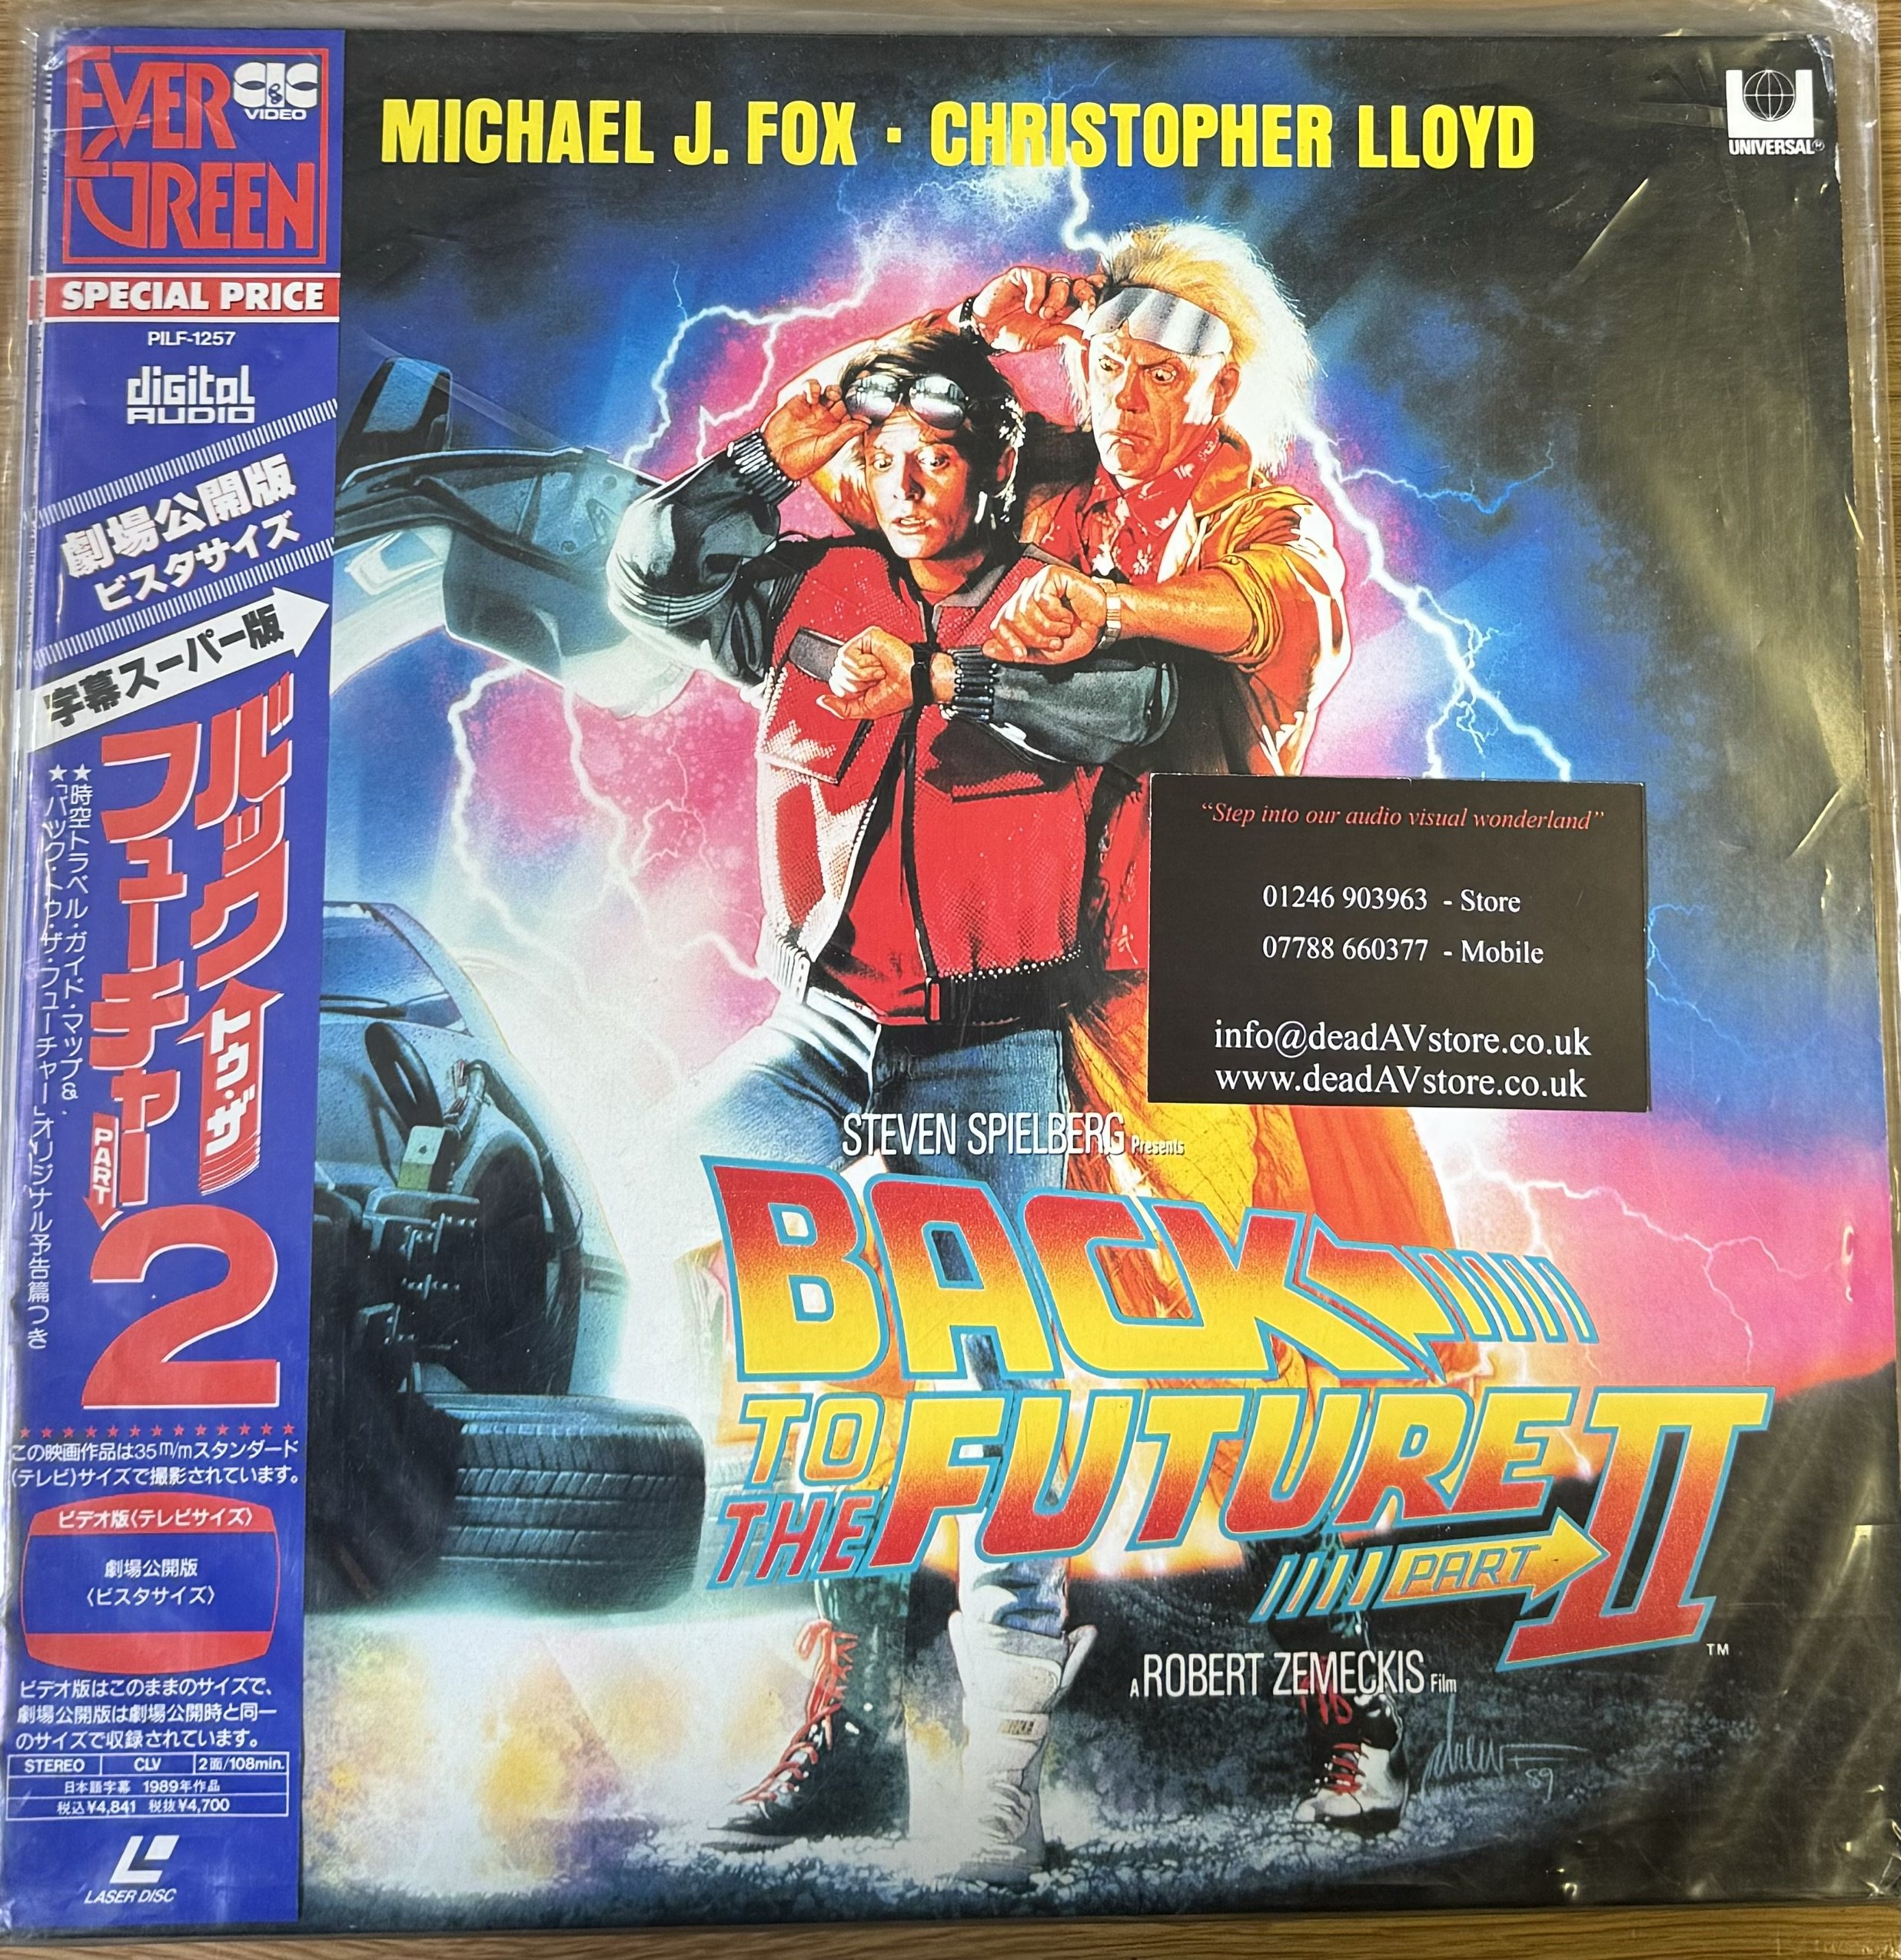 EVER
GREEN
CIC
VIDEO
SPECIAL PRICE
PILF-1257
digital
AUDIO
劇場公開版
ビスタサイズ
字幕スーパー版
バック
トゥ・ザ
フューチャー
PART
2
★時空トラベル・ガイド・マップ&
★「バック・トゥ・ザ・フューチャー」オリジナル予告篇つき
この映画作品は35m/mスタンダード
(テレビ)サイズで撮影されています。
ビデオ版〈テレビサイズ〉
劇場公開版
〈ビスタサイズ〉
ビデオ版はこのままのサイズで、
劇場公開版は劇場公開時と同一
のサイズで収録されています。
STEREO CLV 2面/108min.
日本語字幕 1989年作品
税込¥4,841 税抜¥4,700
LASER DISC
MICHAEL J. FOX · CHRISTOPHER LLOYD
UNIVERSAL
“Step into our audio visual wonderland”
01246 903963 - Store
07788 660377 - Mobile
info@deadAVstore.co.uk
www.deadAVstore.co.uk
STEVEN SPIELBERG Presents
BACK
TO
THE FUTURE
PART II
TM
A ROBERT ZEMECKIS Film
NIKE
drew
89